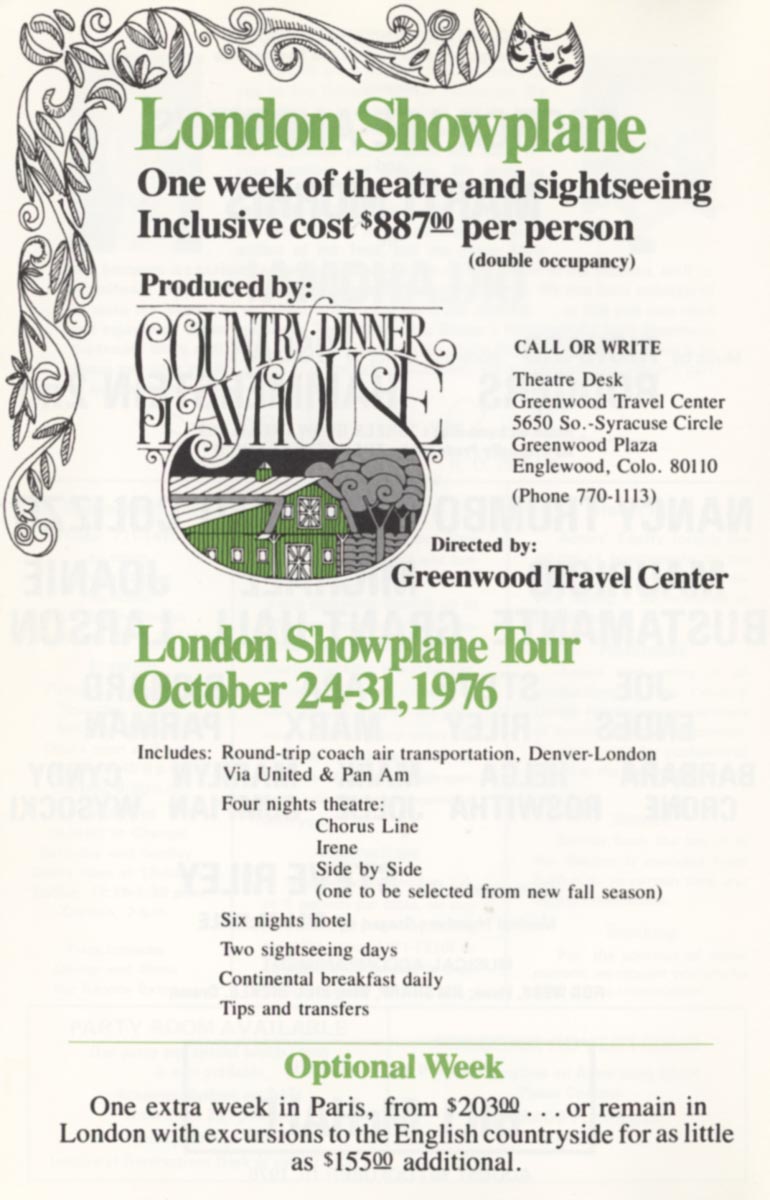 London Showplane
One week of theatre and sightseeing
Inclusive cost $88700 per person
(double occupancy)
Produced by:
COUNTRY·DINNER
PLAYHOUSE
CALL OR WRITE
Theatre Desk
Greenwood Travel Center
5650 So.-Syracuse Circle
Greenwood Plaza
Englewood, Colo. 80110
(Phone 770-1113)
Directed by:
Greenwood Travel Center
London Showplane Tour
October 24-31, 1976
Includes: Round-trip coach air transportation, Denver-London
Via United & Pan Am
Four nights theatre:
Chorus Line
Irene
Side by Side
(one to be selected from new fall season)
Six nights hotel
Two sightseeing days
Continental breakfast daily
Tips and transfers
Optional Week
One extra week in Paris, from $20300 . . . or remain in
London with excursions to the English countryside for as little
as $15500 additional.